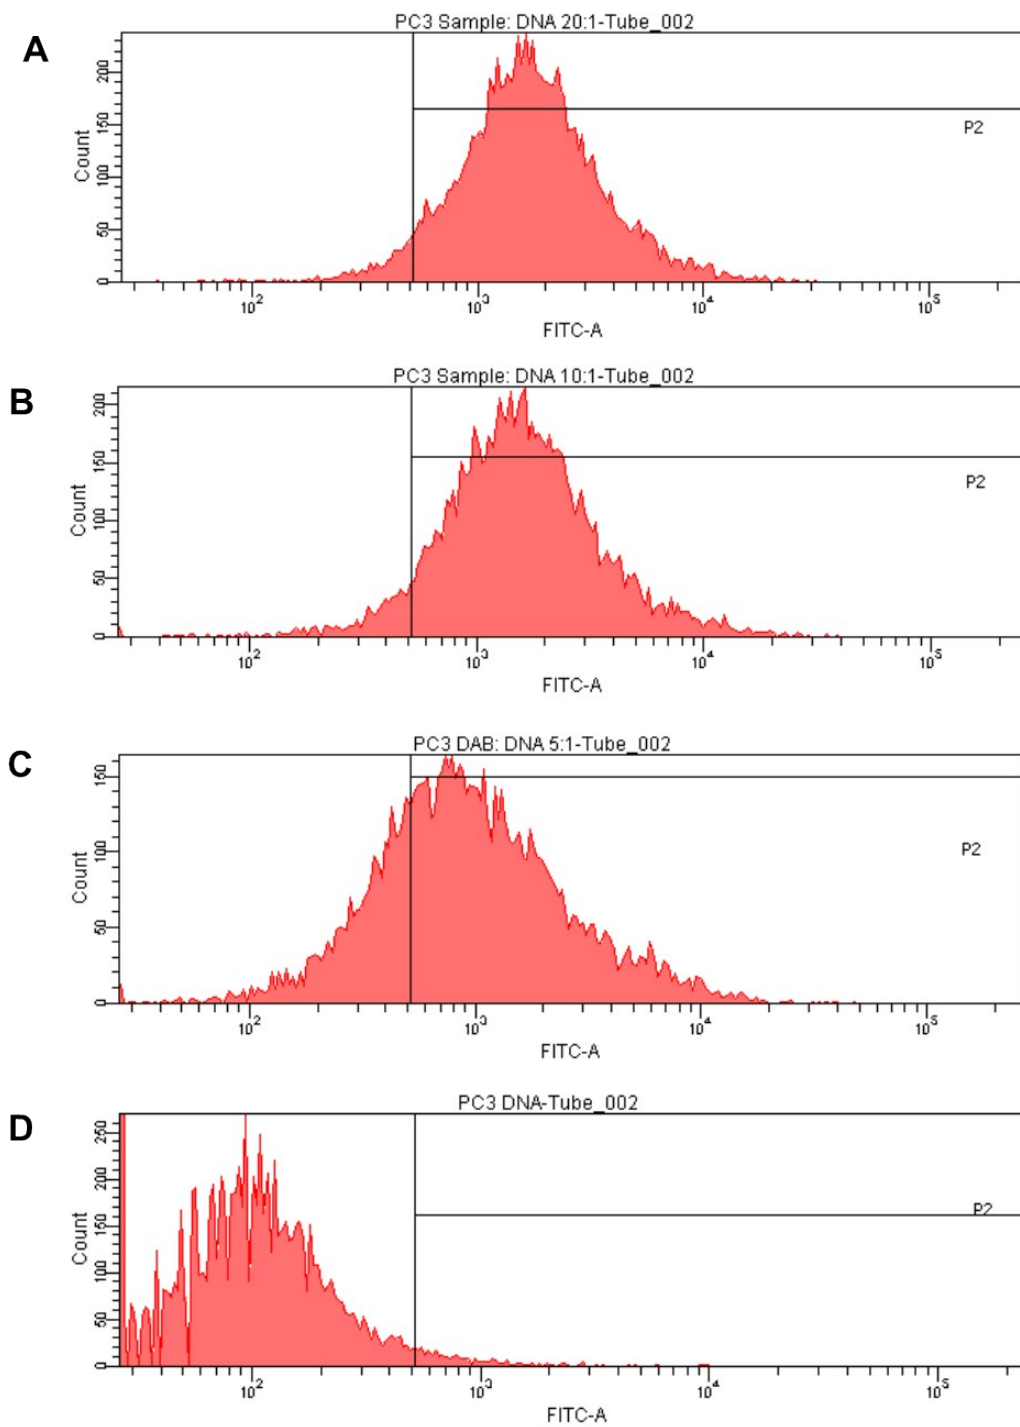 A
PC3 Sample: DNA 20:1-Tube_002
Count
0 50 100 150 200
P2
10² 10³ 10⁴ 10⁵
FITC-A
B
PC3 Sample: DNA 10:1-Tube_002
Count
0 50 100 150 200
P2
10² 10³ 10⁴ 10⁵
FITC-A
C
PC3 DAB: DNA 5:1-Tube_002
Count
0 50 100 150
P2
10² 10³ 10⁴ 10⁵
FITC-A
D
PC3 DNA-Tube_002
Count
0 50 100 150 200 250
P2
10² 10³ 10⁴ 10⁵
FITC-A